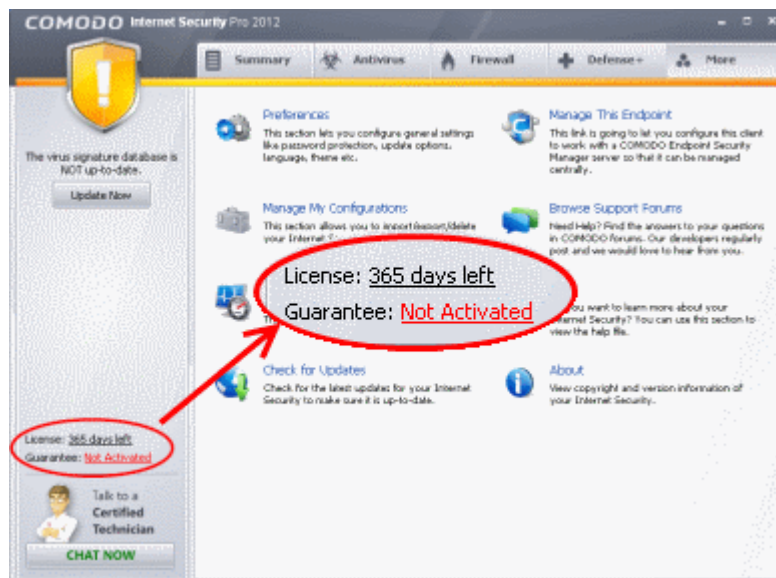 COMODO Internet Security Pro 2012
Summary
Antivirus
Firewall
Defense+
More
The virus signature database is
NOT up-to-date.
Update Now
Preferences
This section lets you configure general settings
like password protection, update options,
language, theme etc.
Manage This Endpoint
This link is going to let you configure this client
to work with a COMODO Endpoint Security
Manager server so that it can be managed
centrally.
Manage My Configurations
This section allows you to import/export/delete
your Internet
Browse Support Forums
Need Help? Find the answers to your questions
in COMODO forums. Our developers regularly
post and we would love to hear from you.
License: 365 days left
Guarantee: Not Activated
you want to learn more about your
Internet Security? You can use this section to
view the help file.
Check for Updates
Check for the latest updates for your Internet
Security to make sure it is up-to-date.
About
View copyright and version information of
your Internet Security.
License: 365 days left
Guarantee: Not Activated
Talk to a
Certified
Technician
CHAT NOW